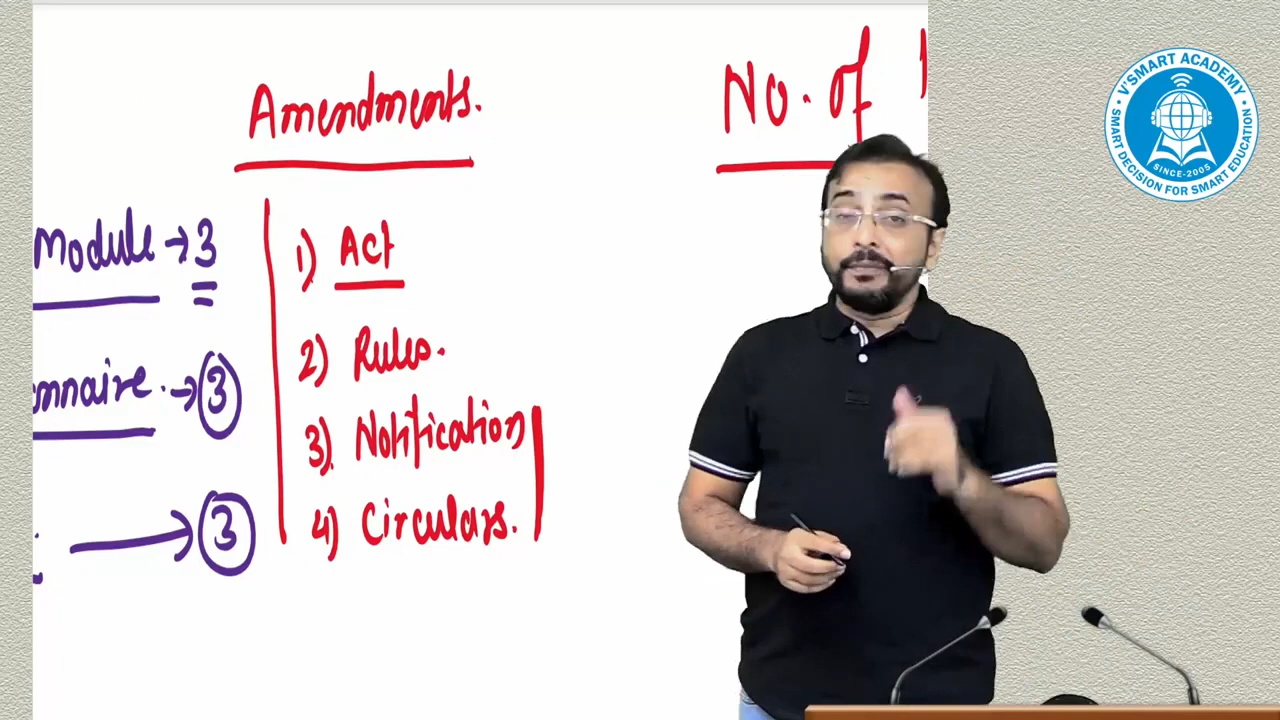 Amendments.
No. of
Module → 3
1) Act
2) Rules.
onnaire. → 3
3). Notification
4) Circulars.
→ 3
V'SMART ACADEMY
SMART DECISION FOR SMART EDUCATION
SINCE-2005